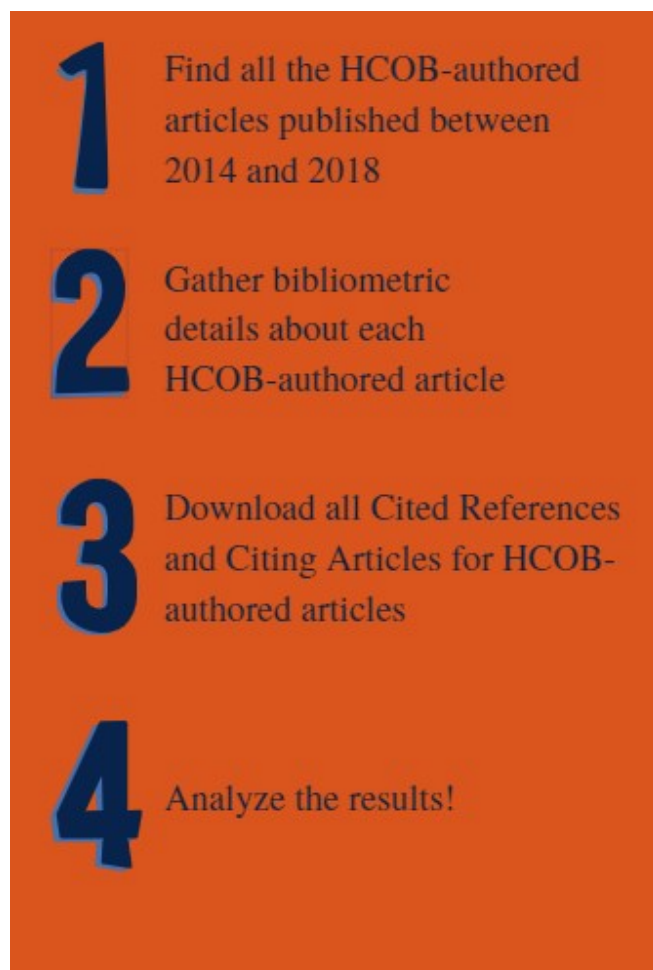 1
Find all the HCOB-authored
articles published between
2014 and 2018
2
Gather bibliometric
details about each
HCOB-authored article
3
Download all Cited References
and Citing Articles for HCOB-
authored articles
4
Analyze the results!